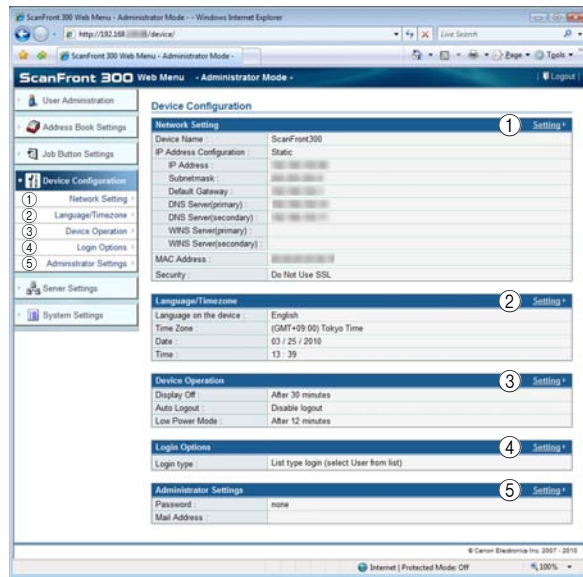 ScanFront 300 Web Menu - Administrator Mode - - Windows Internet Explorer
http://192.168. /device/
Live Search
ScanFront 300 Web Menu - Administrator Mode -
Page
Tools
ScanFront 300 Web Menu - Administrator Mode -
Logout
User Administration
Address Book Settings
Job Button Settings
Device Configuration
① Network Setting
② Language/Timezone
③ Device Operation
④ Login Options
⑤ Administrator Settings
Server Settings
System Settings
Device Configuration
Network Setting ① Setting
Device Name : ScanFront300
IP Address Configuration : Static
IP Address :
Subnetmask :
Default Gateway :
DNS Server(primary) :
DNS Server(secondary) :
WINS Server(primary) :
WINS Server(secondary) :
MAC Address :
Security : Do Not Use SSL
Language/Timezone ② Setting
Language on the device : English
Time Zone : (GMT+09:00) Tokyo Time
Date : 03 / 25 / 2010
Time : 13 : 39
Device Operation ③ Setting
Display Off : After 30 minutes
Auto Logout : Disable logout
Low Power Mode : After 12 minutes
Login Options ④ Setting
Login type : List type login (select User from list)
Administrator Settings ⑤ Setting
Password : none
Mail Address :
© Canon Electronics Inc. 2007 - 2010
Internet | Protected Mode: Off
100%